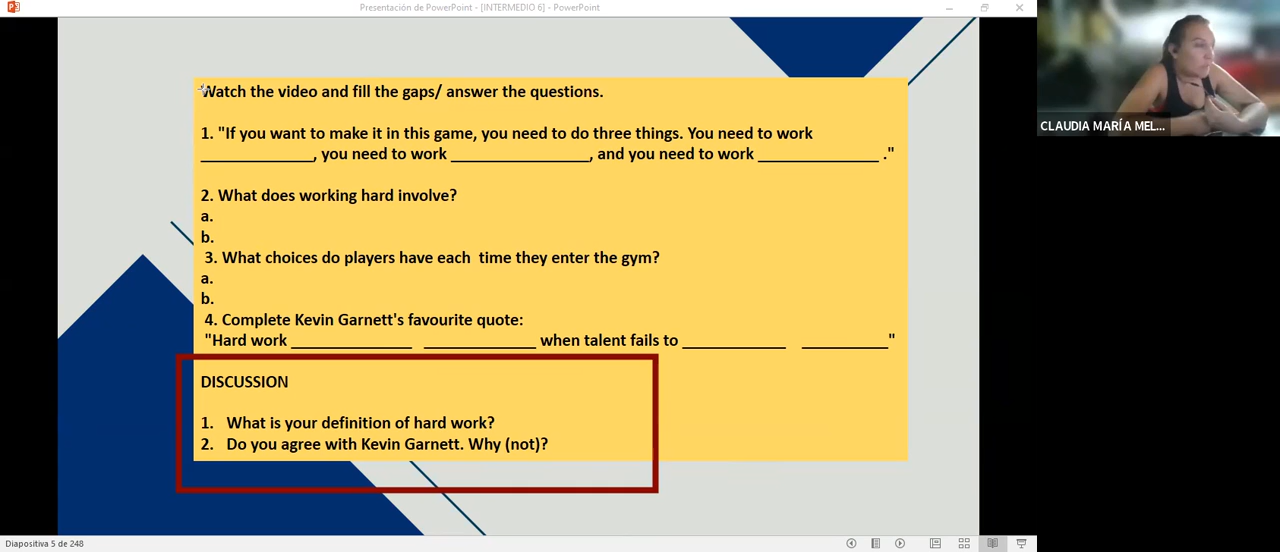 Presentación de PowerPoint - [INTERMEDIO 6] - PowerPoint
Watch the video and fill the gaps/ answer the questions.
1. "If you want to make it in this game, you need to do three things. You need to work
_____________, you need to work ________________, and you need to work ______________ ."
2. What does working hard involve?
a.
b.
3. What choices do players have each time they enter the gym?
a.
b.
4. Complete Kevin Garnett's favourite quote:
"Hard work ______________ _____________ when talent fails to ____________ __________"
DISCUSSION
1. What is your definition of hard work?
2. Do you agree with Kevin Garnett. Why (not)?
CLAUDIA MARÍA MEL...
Diapositiva 5 de 248